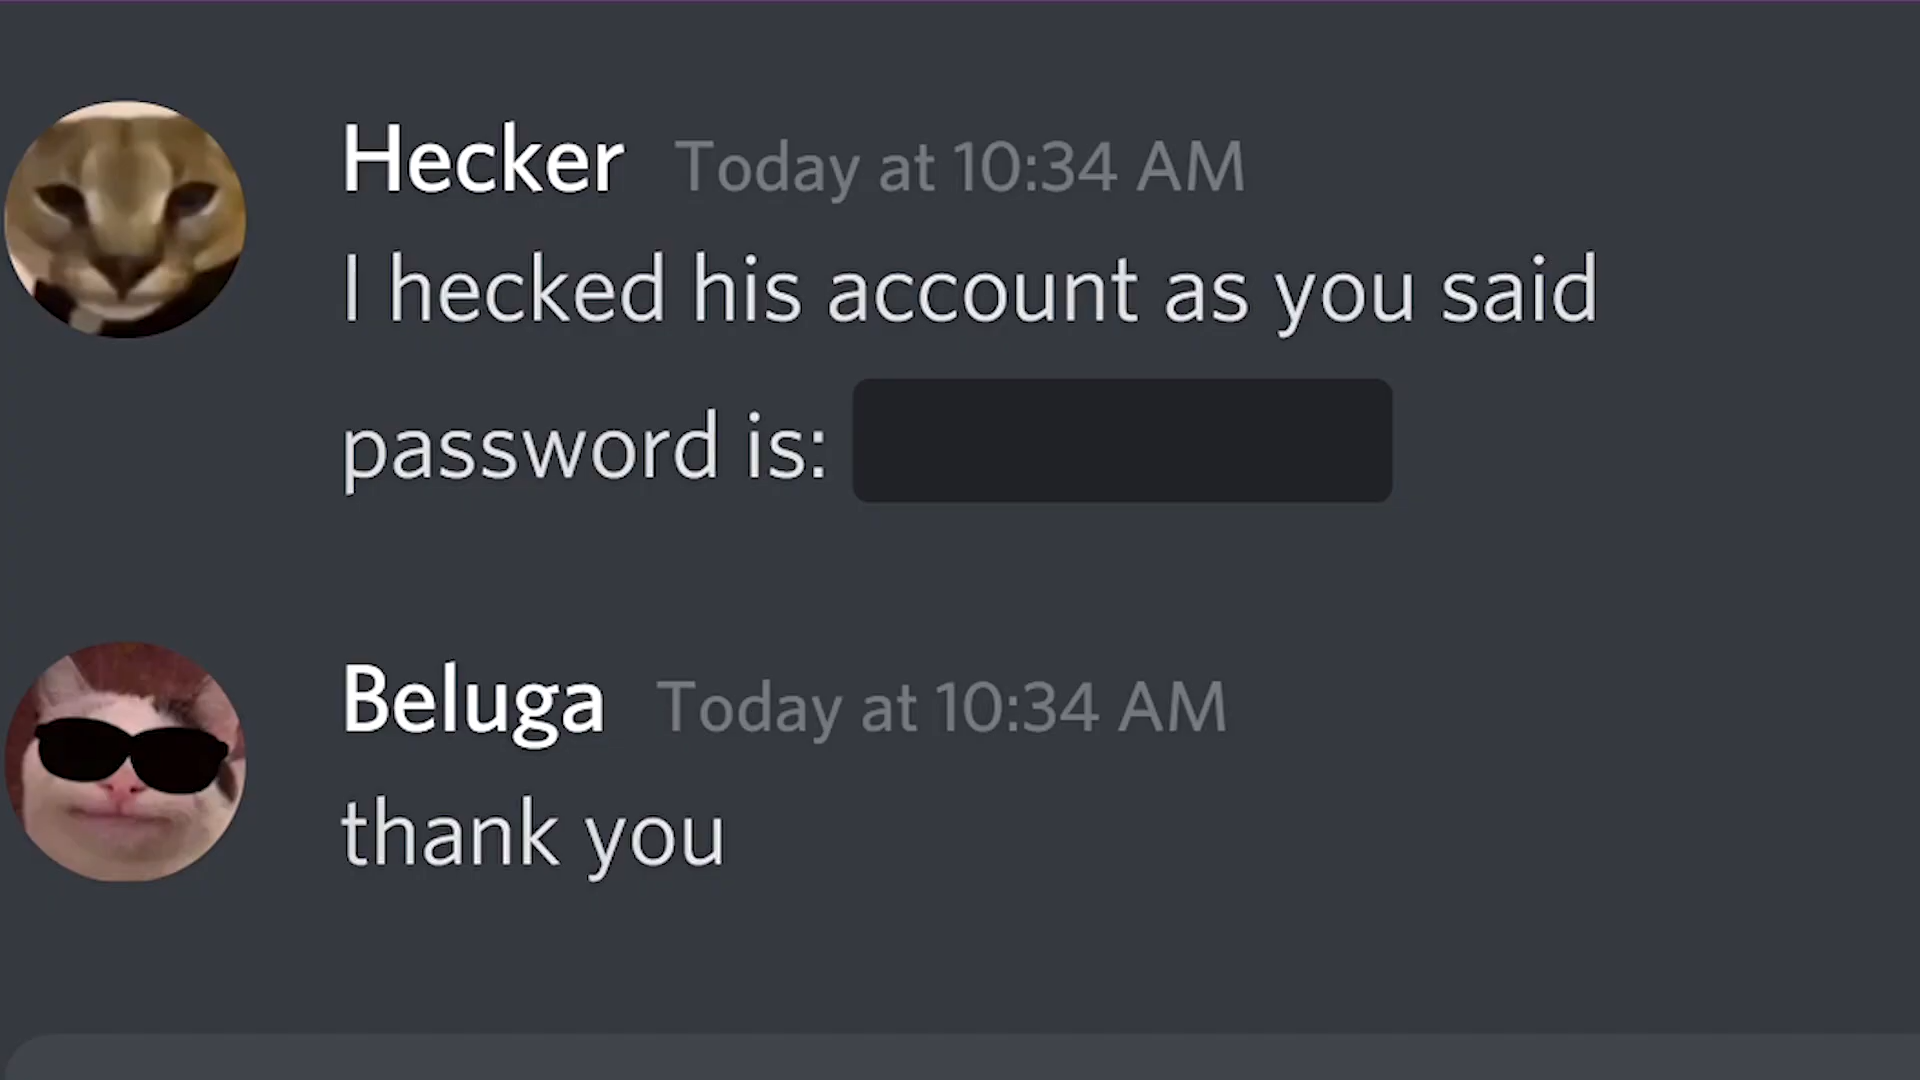 Hecker Today at 10:34 AM
I hecked his account as you said
password is:
Beluga Today at 10:34 AM
thank you